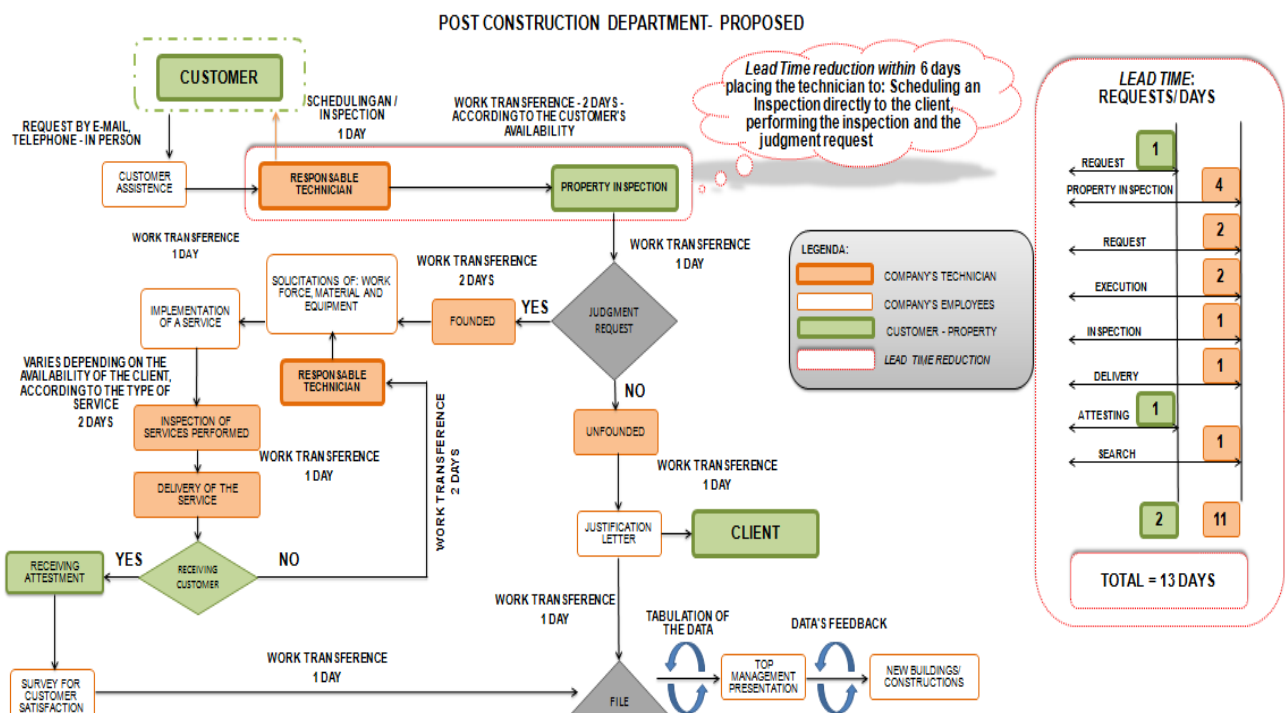 POST CONSTRUCTION DEPARTMENT- PROPOSED
CUSTOMER
SCHEDULING AN /
INSPECTION
1 DAY
WORK TRANSFERENCE - 2 DAYS -
ACCORDING TO THE CUSTOMER'S
AVAILABILITY
Lead Time reduction within 6 days
placing the technician to: Scheduling an
Inspection directly to the client,
performing the inspection and the
judgment request
REQUEST BY E-MAIL,
TELEPHONE - IN PERSON
CUSTOMER
ASSISTENCE
RESPONSABLE
TECHNICIAN
PROPERTY INSPECTION
WORK TRANSFERENCE
1 DAY
WORK TRANSFERENCE
2 DAYS
WORK TRANSFERENCE
1 DAY
SOLICITATIONS OF: WORK
FORCE, MATERIAL AND
EQUIPMENT
IMPLEMENTATION
OF A SERVICE
FOUNDED
YES
JUDGMENT
REQUEST
LEGENDA:
COMPANY'S TECHNICIAN
COMPANY'S EMPLOYEES
CUSTOMER - PROPERTY
LEAD TIME REDUCTION
VARIES DEPENDING ON THE
AVAILABILITY OF THE CLIENT,
ACCORDING TO THE TYPE OF
SERVICE
2 DAYS
RESPONSABLE
TECHNICIAN
NO
INSPECTION OF
SERVICES PERFORMED
UNFOUNDED
WORK TRANSFERENCE
1 DAY
WORK TRANSFERENCE
2 DAYS
WORK TRANSFERENCE
1 DAY
DELIVERY OF THE
SERVICE
JUSTIFICATION
LETTER
CLIENT
RECEIVING
ATTESTMENT
YES
RECEIVING
CUSTOMER
NO
WORK TRANSFERENCE
1 DAY
TABULATION OF
THE DATA
DATA'S FEEDBACK
WORK TRANSFERENCE
1 DAY
SURVEY FOR
CUSTOMER
SATISFACTION
FILE
TOP
MANAGEMENT
PRESENTATION
NEW BUILDINGS/
CONSTRUCTIONS
LEAD TIME:
REQUESTS/DAYS
1
REQUEST
4
PROPERTY INSPECTION
2
REQUEST
2
EXECUTION
1
INSPECTION
1
DELIVERY
1
ATTESTING
1
SEARCH
2
11
TOTAL = 13 DAYS